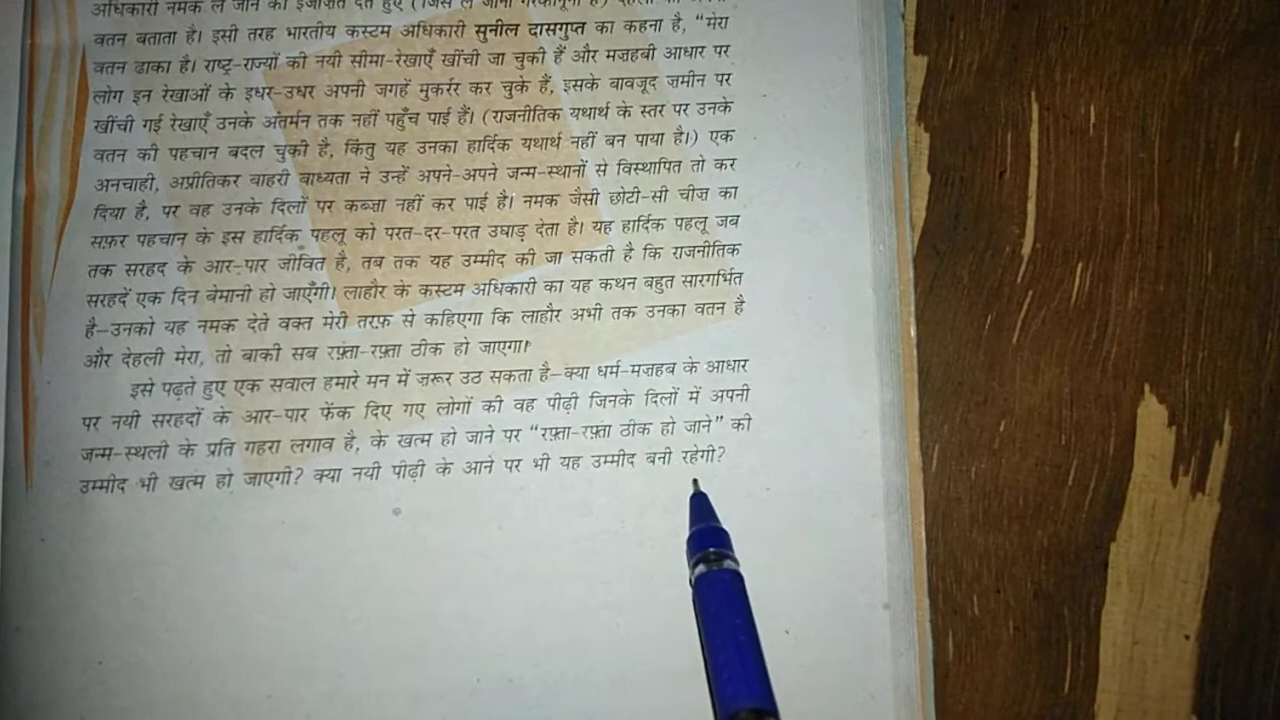 अधिकारी नमक ले जाने की इजाज़त देते हुए (जिसे ले जाना गैरकानूनी है) देहली को अपना
वतन बताता है। इसी तरह भारतीय कस्टम अधिकारी सुनील दासगुप्त का कहना है, “मेरा
वतन ढाका है। राष्ट्र-राज्यों की नयी सीमा-रेखाएँ खींची जा चुकी हैं और मज़हबी आधार पर
लोग इन रेखाओं के इधर-उधर अपनी जगहें मुकर्रर कर चुके हैं, इसके बावजूद ज़मीन पर
खींची गई रेखाएँ उनके अंतर्मन तक नहीं पहुँच पाई हैं। (राजनीतिक यथार्थ के स्तर पर उनके
वतन की पहचान बदल चुकी है, किंतु यह उनका हार्दिक यथार्थ नहीं बन पाया है।) एक
अनचाही, अप्रीतिकर बाहरी बाध्यता ने उन्हें अपने-अपने जन्म-स्थानों से विस्थापित तो कर
दिया है, पर वह उनके दिलों पर कब्ज़ा नहीं कर पाई है। नमक जैसी छोटी-सी चीज़ का
सफ़र पहचान के इस हार्दिक पहलू को परत-दर-परत उघाड़ देता है। यह हार्दिक पहलू जब
तक सरहद के आर-पार जीवित है, तब तक यह उम्मीद की जा सकती है कि राजनीतिक
सरहदें एक दिन बेमानी हो जाएँगी। लाहौर के कस्टम अधिकारी का यह कथन बहुत सारगर्भित
है–उनको यह नमक देते वक्त मेरी तरफ़ से कहिएगा कि लाहौर अभी तक उनका वतन है
और देहली मेरा, तो बाकी सब रफ़्ता-रफ़्ता ठीक हो जाएगा।
इसे पढ़ते हुए एक सवाल हमारे मन में ज़रूर उठ सकता है–क्या धर्म-मज़हब के आधार
पर नयी सरहदों के आर-पार फेंक दिए गए लोगों की वह पीढ़ी जिनके दिलों में अपनी
जन्म-स्थली के प्रति गहरा लगाव है, के खत्म हो जाने पर “रफ़्ता-रफ़्ता ठीक हो जाने” की
उम्मीद भी खत्म हो जाएगी? क्या नयी पीढ़ी के आने पर भी यह उम्मीद बनी रहेगी?